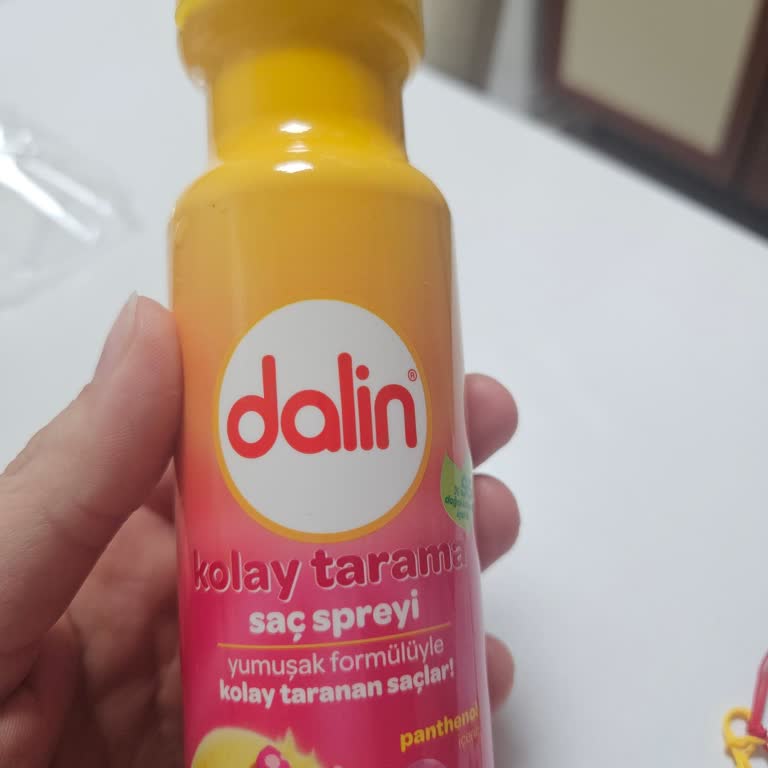 dalin®
kolay tarama
saç spreyi
yumuşak formülüyle
kolay taranan saçlar!
panthenol